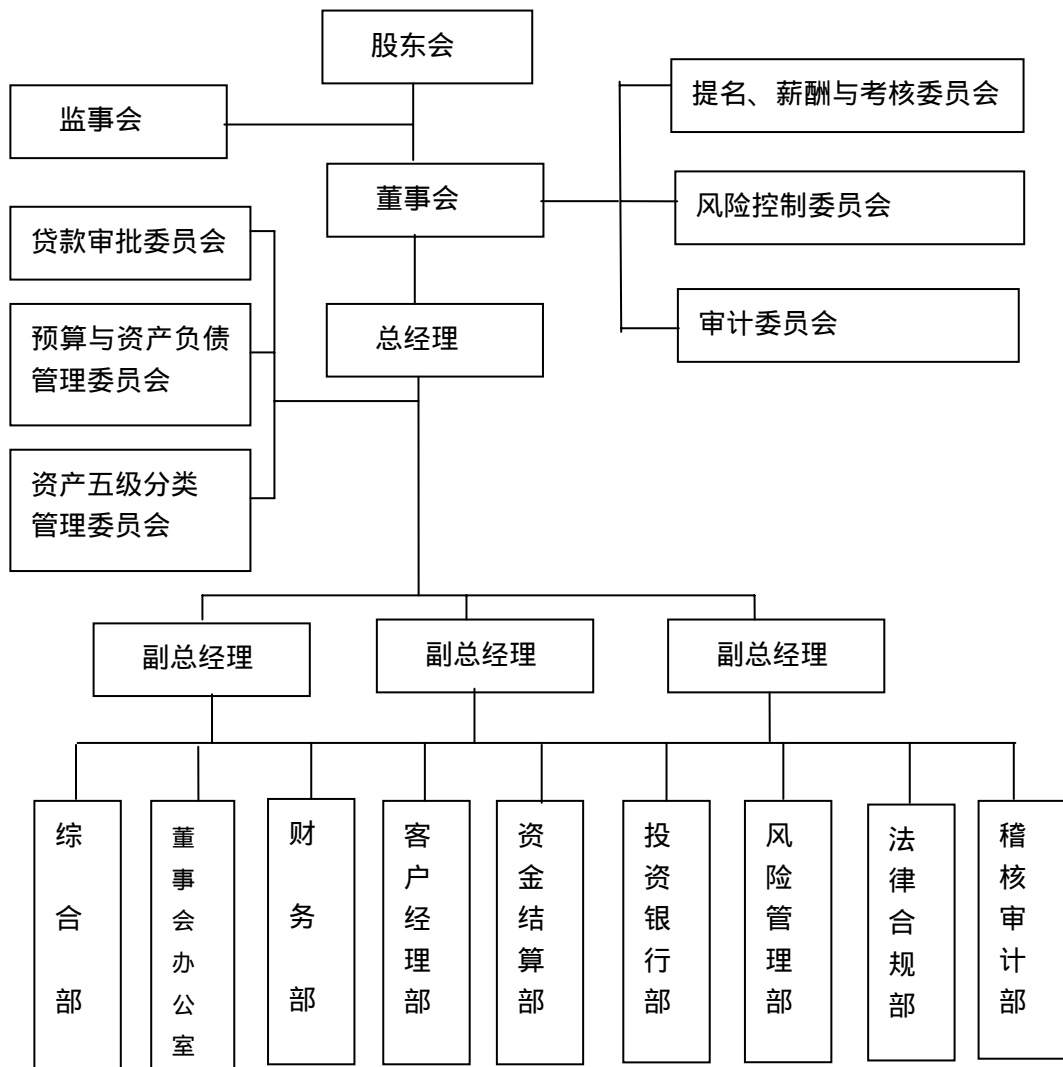 股东会
监事会
提名、薪酬与考核委员会
董事会
风险控制委员会
贷款审批委员会
预算与资产负债
管理委员会
总经理
审计委员会
资产五级分类
管理委员会
副总经理
副总经理
副总经理
综合部
董事会办公室
财务部
客户经理部
资金结算部
投资银行部
风险管理部
法律合规部
稽核审计部